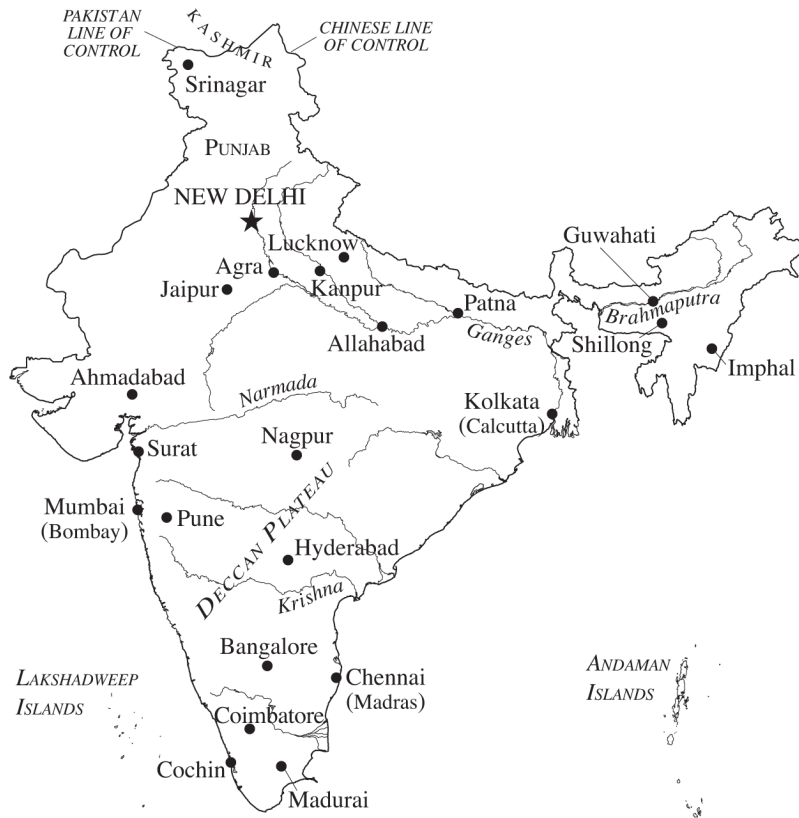 PAKISTAN
LINE OF
CONTROL
KASHMIR
CHINESE LINE
OF CONTROL
Srinagar
PUNJAB
NEW DELHI
Lucknow
Guwahati
Agra
Jaipur
Kanpur
Patna
Brahmaputra
Allahabad
Ganges
Shillong
Imphal
Ahmadabad
Narmada
Kolkata
(Calcutta)
Surat
Nagpur
Mumbai
(Bombay)
Pune
DECCAN PLATEAU
Hyderabad
Krishna
Bangalore
Chennai
(Madras)
LAKSHADWEEP
ISLANDS
ANDAMAN
ISLANDS
Coimbatore
Cochin
Madurai